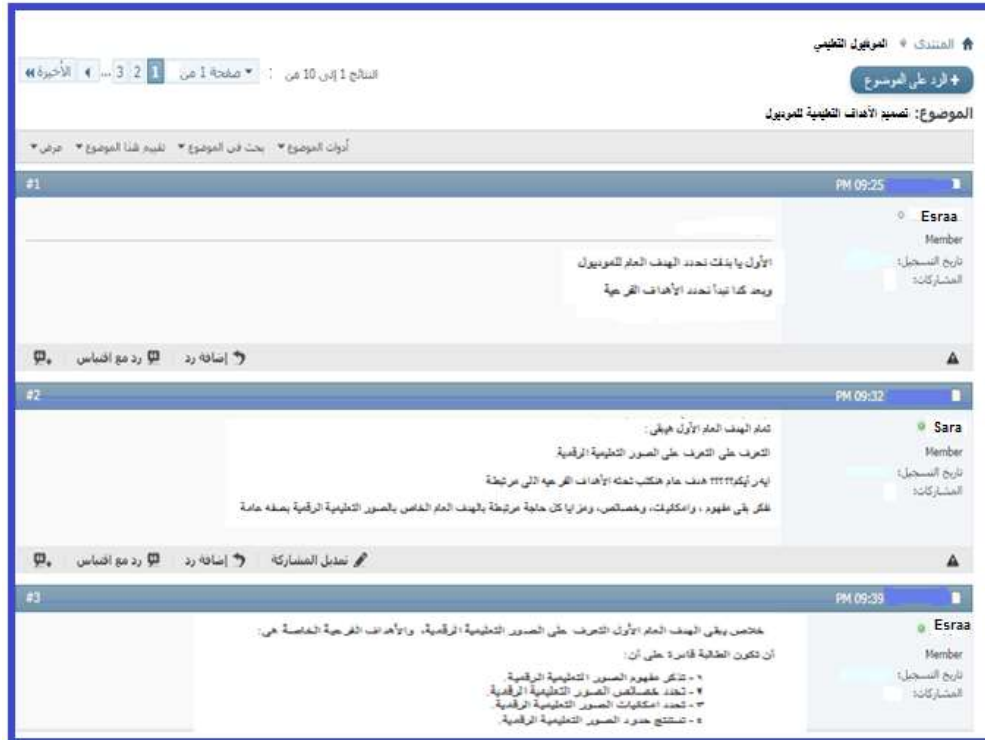 المنتدى الموديول التعليمي
+ الرد على الموضوع
النتائج 1 إلى 10 من :
صفحة 1 من 1 2 3 ... الأخيرة
الموضوع: تصميم الأهداف التعليمية للموديول
أدوات الموضوع بحث في الموضوع تقييم هذا الموضوع عرض
PM 09:25 #1
Esraa
Member
تاريخ التسجيل:
المشاركات:
الأول يا بنات نحدد الهدف العام للموديول
وبعد كدا نبدأ نحدد الأهداف الفرعية
إضافة رد رد مع اقتباس
PM 09:32 #2
Sara
Member
تاريخ التسجيل:
المشاركات:
تمام الهدف العام الأول هيبقى :
التعرف على التعرف على الصور التعليمية الرقمية.
ايه رأيكم؟؟؟؟؟ هدف عام هنكتب تحته الأهداف الفرعيه اللي مرتبطة
نفكر بقى مفهوم ، وامكانيات، وخصائص، ومزايا كل حاجة مرتبطة بالهدف العام الخاص بالصور التعليمية الرقمية بصفه عامة
تعديل المشاركة إضافة رد رد مع اقتباس
PM 09:39 #3
Esraa
Member
تاريخ التسجيل:
المشاركات:
خلاص يبقى الهدف العام الأول التعرف على الصور التعليمية الرقمية، والأهداف الفرعية الخاصة هى:
أن تكون الطالبة قادرة على أن:
١- تذكر مفهوم الصور التعليمية الرقمية.
٢- تحدد خصائص الصور التعليمية الرقمية.
٣- تحدد امكانيات الصور التعليمية الرقمية.
٥- تستنتج حدود الصور التعليمية الرقمية.